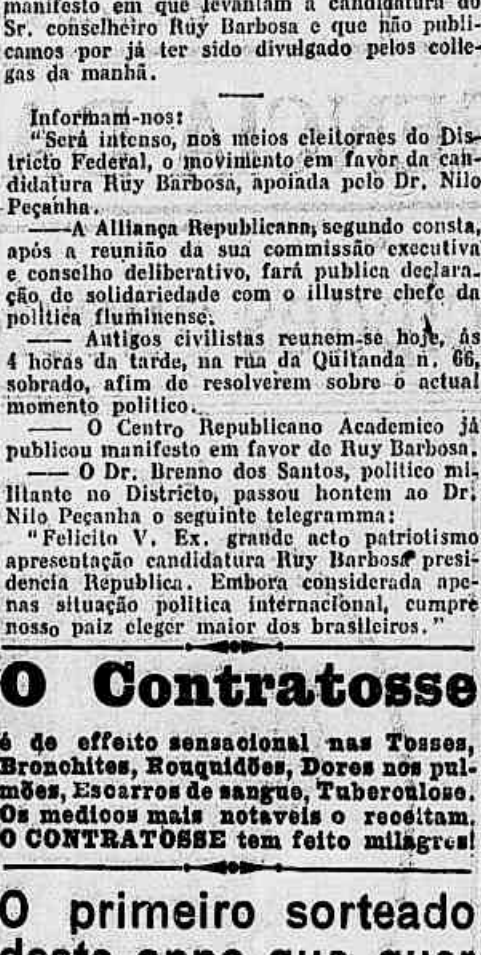 manifesto em que levantam a candidatura do
Sr. conselheiro Ruy Barbosa e que não publi-
camos por já ter sido divulgado pelos colle-
gas da manhã.
Informam-nos:
"Será intenso, nos meios eleitoraes do Dis-
tricto Federal, o movimento em favor da can-
didatura Ruy Barbosa, apoiada pelo Dr. Nilo
Peçanha.
—— A Alliança Republicana, segundo consta,
após a reunião da sua commissão executiva
e conselho deliberativo, fará publica declara-
ção de solidariedade com o illustre chefe da
politica fluminense.
—— Antigos civilistas reunem-se hoje, ás
4 horas da tarde, na rua da Quitanda n. 66,
sobrado, afim de resolverem sobre o actual
momento politico.
—— O Centro Republicano Academico já
publicou manifesto em favor de Ruy Barbosa.
—— O Dr. Brenno dos Santos, politico mi-
litante no Districto, passou hontem ao Dr.
Nilo Peçanha o seguinte telegramma:
"Felicito V. Ex. grande acto patriotismo
apresentação candidatura Ruy Barbosa presi-
dencia Republica. Embora considerada ape-
nas situação politica internacional, cumpre
nosso paiz eleger maior dos brasileiros."
O Contratosse
é de effeito sensacional nas Tosses,
Bronchites, Rouquidões, Dores nos pul-
mões, Escarros de sangue, Tuberculose.
Os medicos mais notaveis o receitam.
O CONTRATOSSE tem feito milagres!
O primeiro sorteado
deste anno que quer